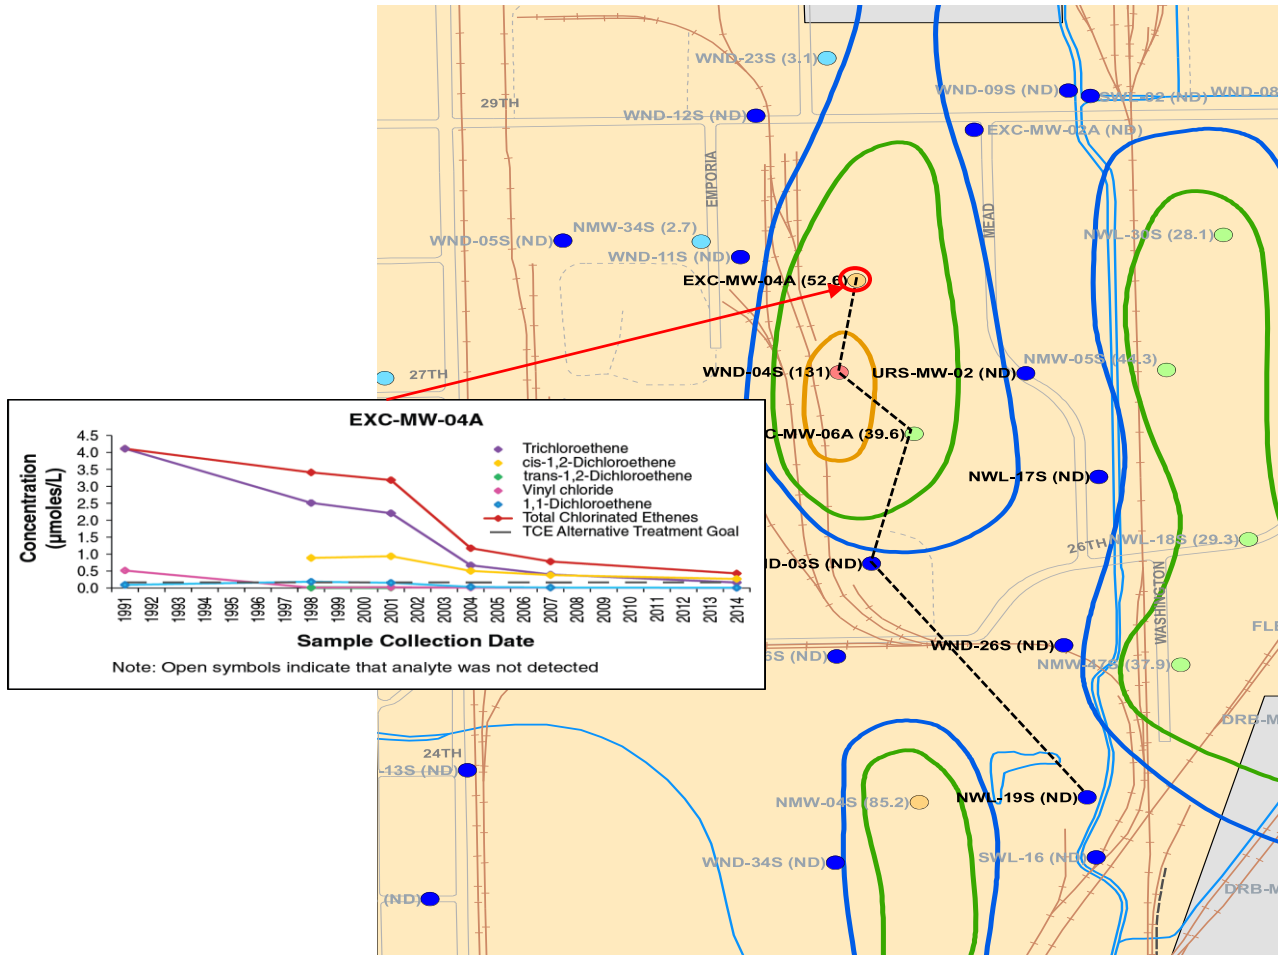 WND-23S (3.1)
WND-09S (ND)
(ND)
WND-08
29TH
WND-12S (ND)
EXC-MW-02A (ND)
EMPORIA
MEAD
NMW-34S (2.7)
WND-05S (ND)
WND-11S (ND)
NWL-30S (28.1)
EXC-MW-04A (52.6)
27TH
WND-04S (131)
URS-MW-02 (ND)
NMW-05S (44.3)
C-MW-06A (39.6)
NWL-17S (ND)
26TH
NWL-18S (29.3)
WASHINGTON
ND-03S (ND)
WND-26S (ND)
6S (ND)
NMW-47S (37.9)
FLE
DRB-M
24TH
-13S (ND)
NMW-04S (85.2)
NWL-19S (ND)
WND-34S (ND)
SWL-16 (ND)
DRB-M
(ND)
EXC-MW-04A
Concentration
(µmoles/L)
4.5
4.0
3.5
3.0
2.5
2.0
1.5
1.0
0.5
0.0
Trichloroethene
cis-1,2-Dichloroethene
trans-1,2-Dichloroethene
Vinyl chloride
1,1-Dichloroethene
Total Chlorinated Ethenes
TCE Alternative Treatment Goal
1991 1992 1993 1994 1995 1996 1997 1998 1999 2000 2001 2002 2003 2004 2005 2006 2007 2008 2009 2010 2011 2012 2013 2014
Sample Collection Date
Note: Open symbols indicate that analyte was not detected